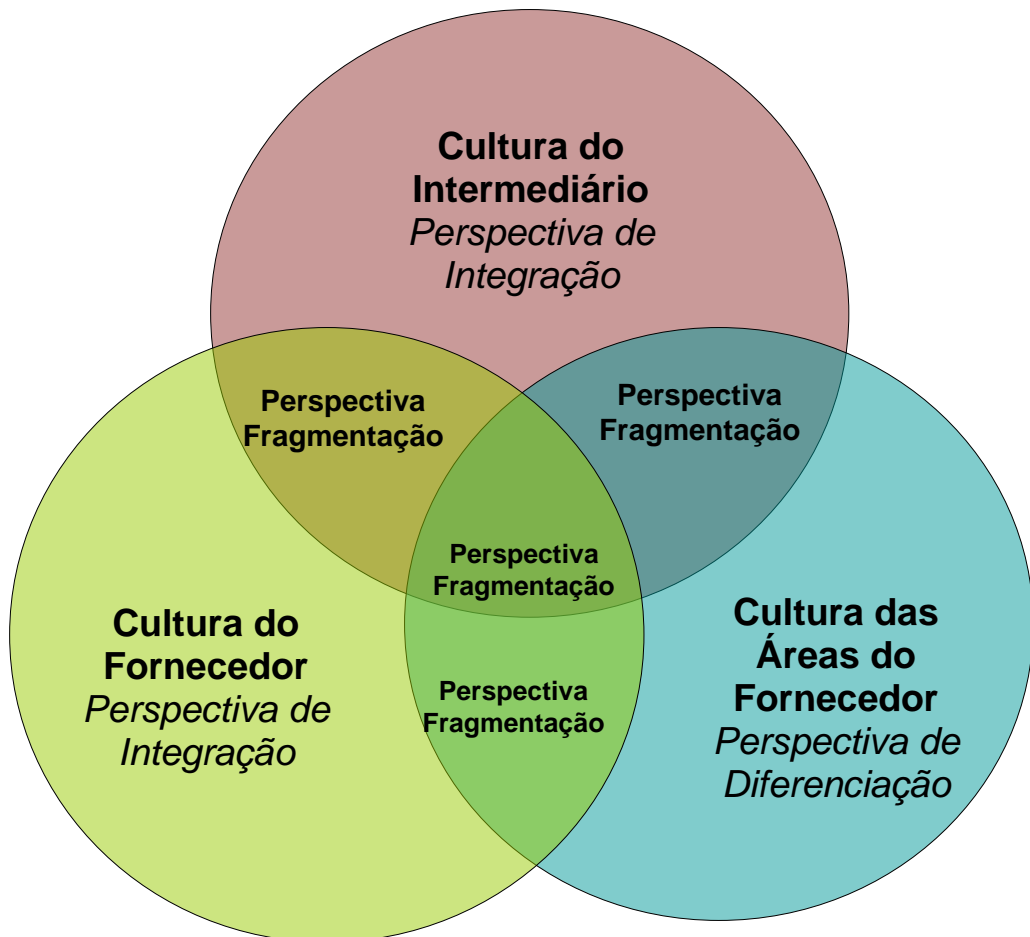 Cultura do
Intermediário
Perspectiva de
Integração
Perspectiva
Fragmentação
Perspectiva
Fragmentação
Perspectiva
Fragmentação
Cultura do
Fornecedor
Perspectiva de
Integração
Perspectiva
Fragmentação
Cultura das
Áreas do
Fornecedor
Perspectiva de
Diferenciação